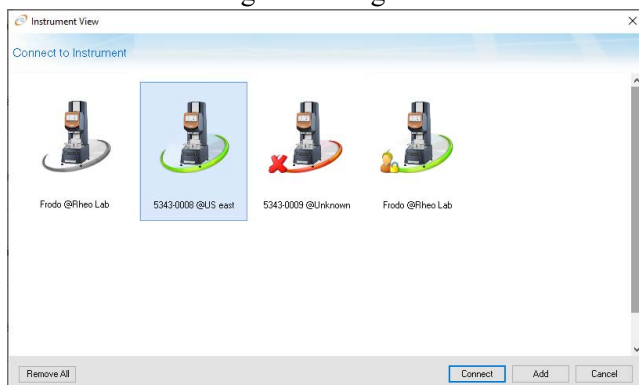 Instrument View
Connect to Instrument
Frodo @Rheo Lab
5343-0008 @US east
5343-0009 @Unknown
Frodo @Rheo Lab
Remove All
Connect
Add
Cancel